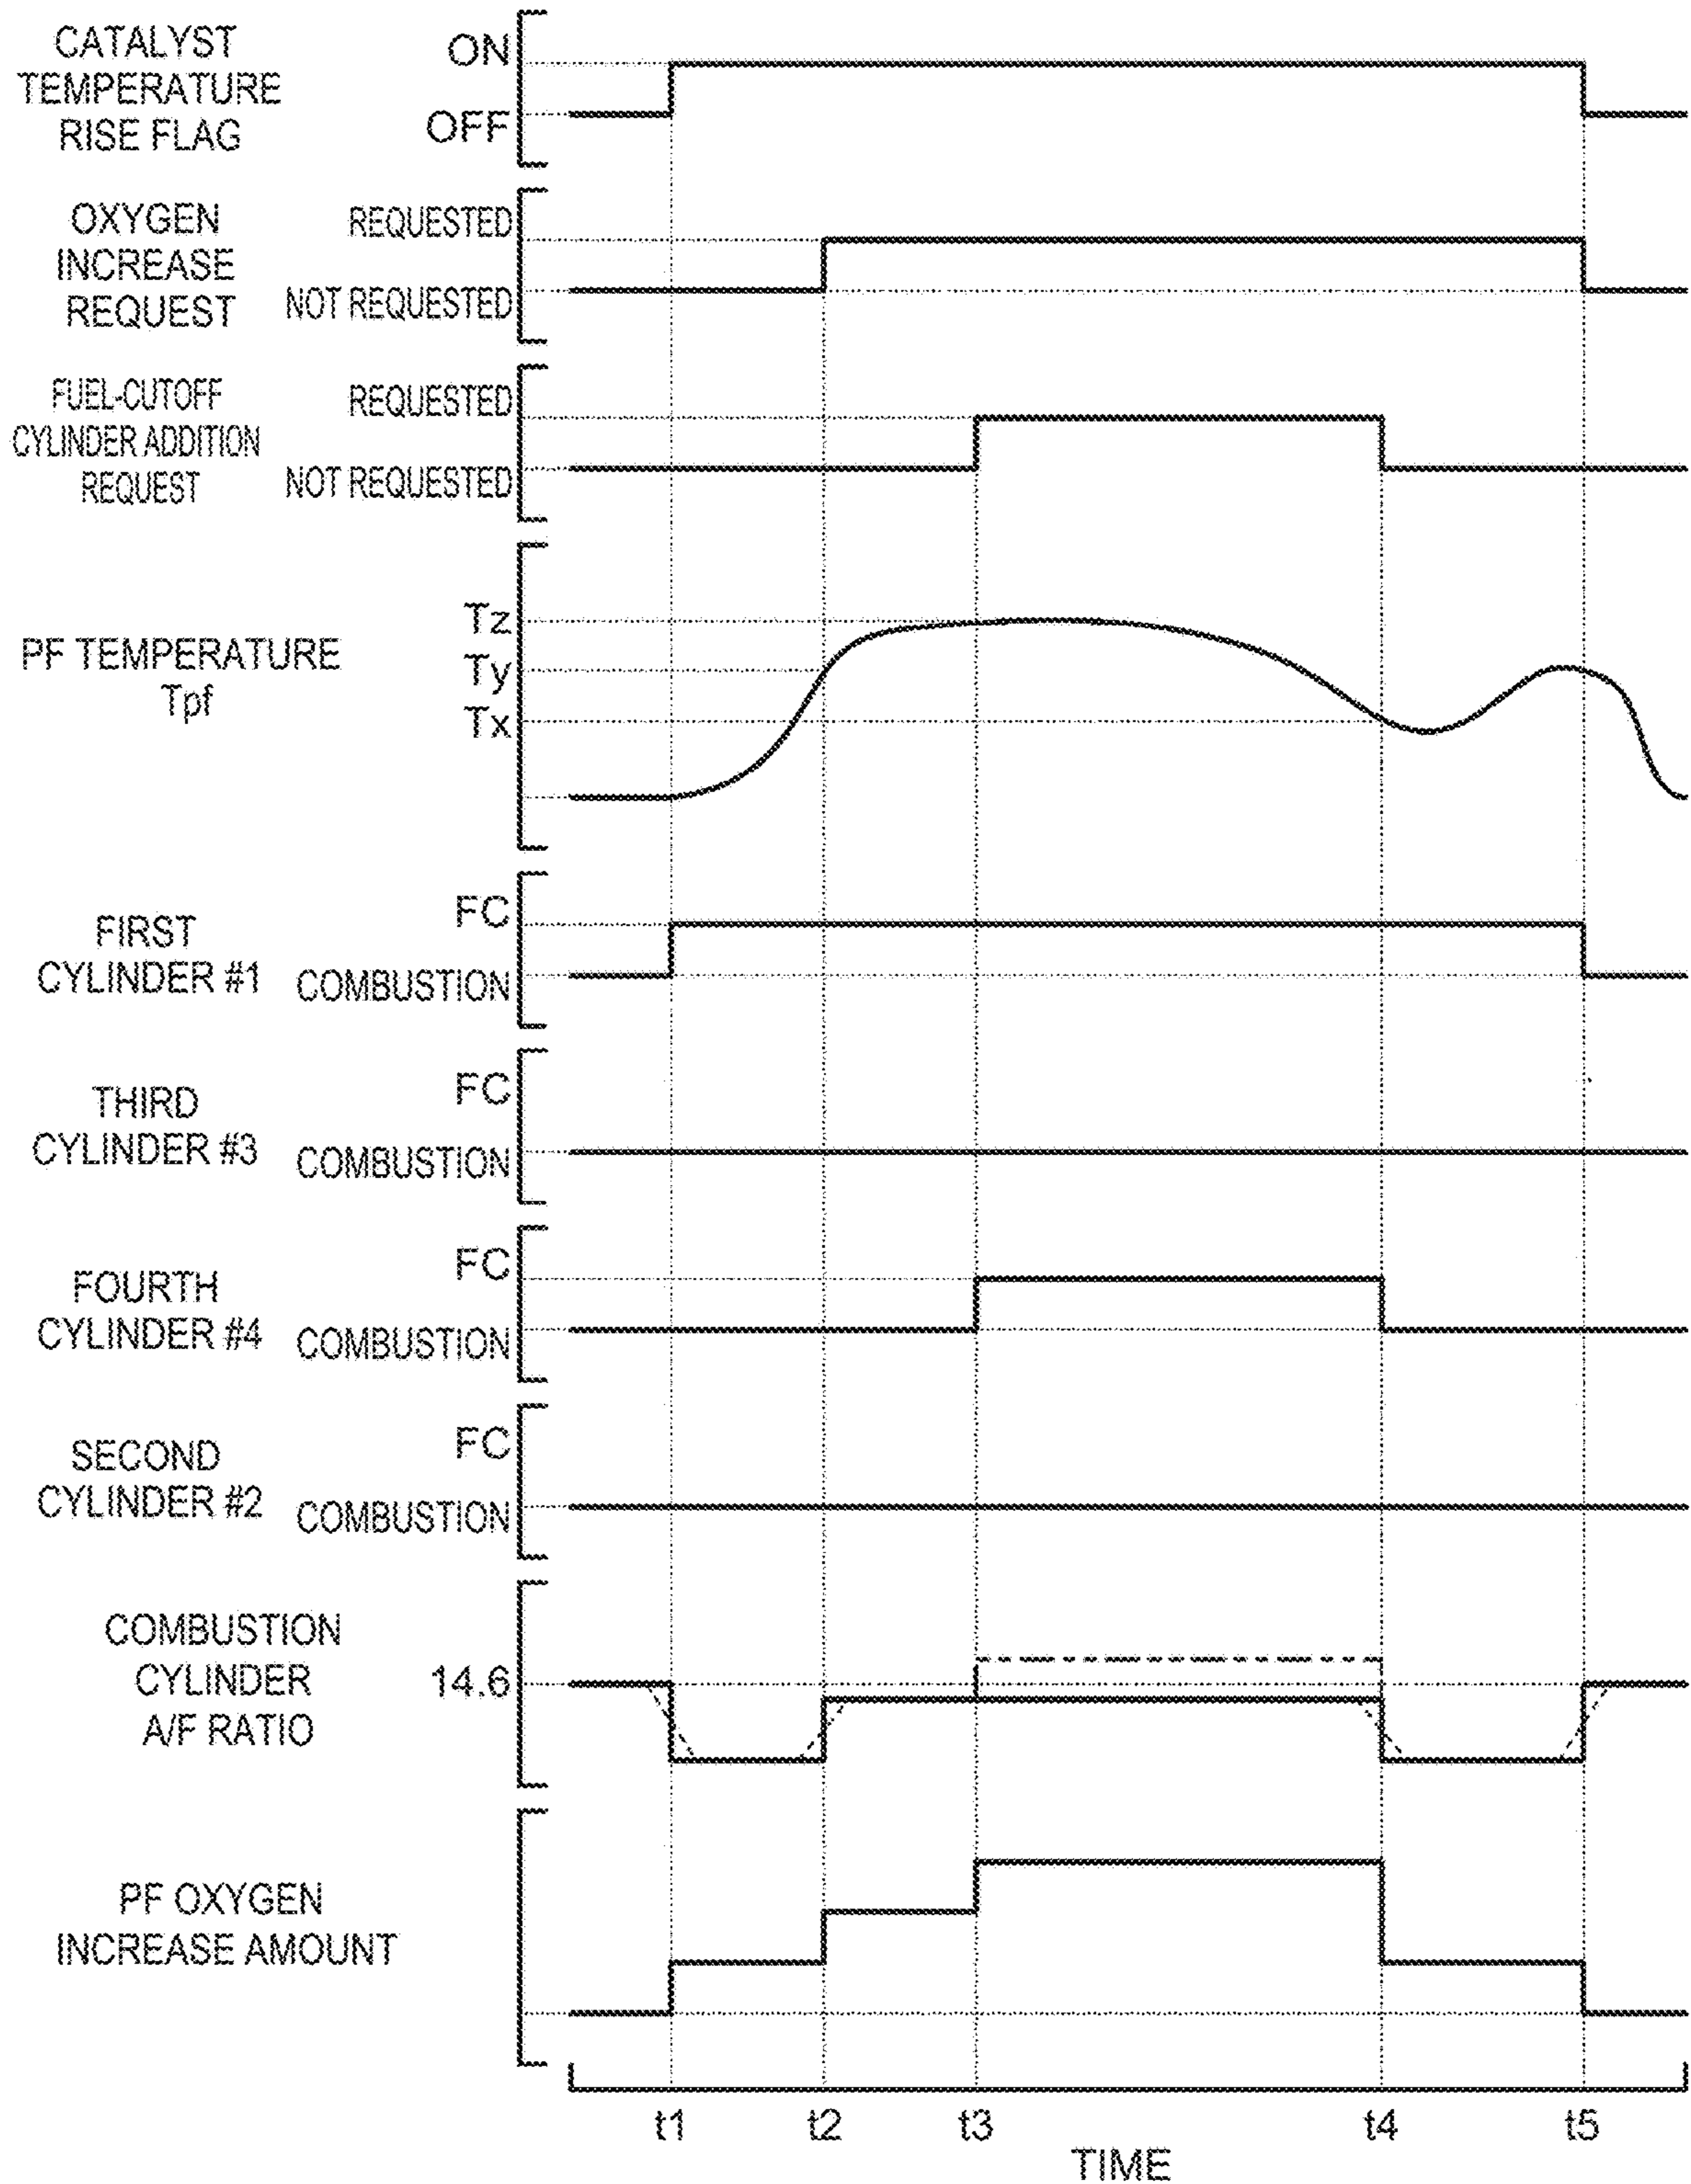 CATALYST
TEMPERATURE
RISE FLAG
ON
OFF
OXYGEN
INCREASE
REQUEST
REQUESTED
NOT REQUESTED
FUEL-CUTOFF
CYLINDER ADDITION
REQUEST
REQUESTED
NOT REQUESTED
PF TEMPERATURE
Tpf
Tz
Ty
Tx
FIRST
CYLINDER #1
FC
COMBUSTION
THIRD
CYLINDER #3
FC
COMBUSTION
FOURTH
CYLINDER #4
FC
COMBUSTION
SECOND
CYLINDER #2
FC
COMBUSTION
COMBUSTION
CYLINDER
A/F RATIO
14.6
PF OXYGEN
INCREASE AMOUNT
t1 t2 t3 t4 t5
TIME